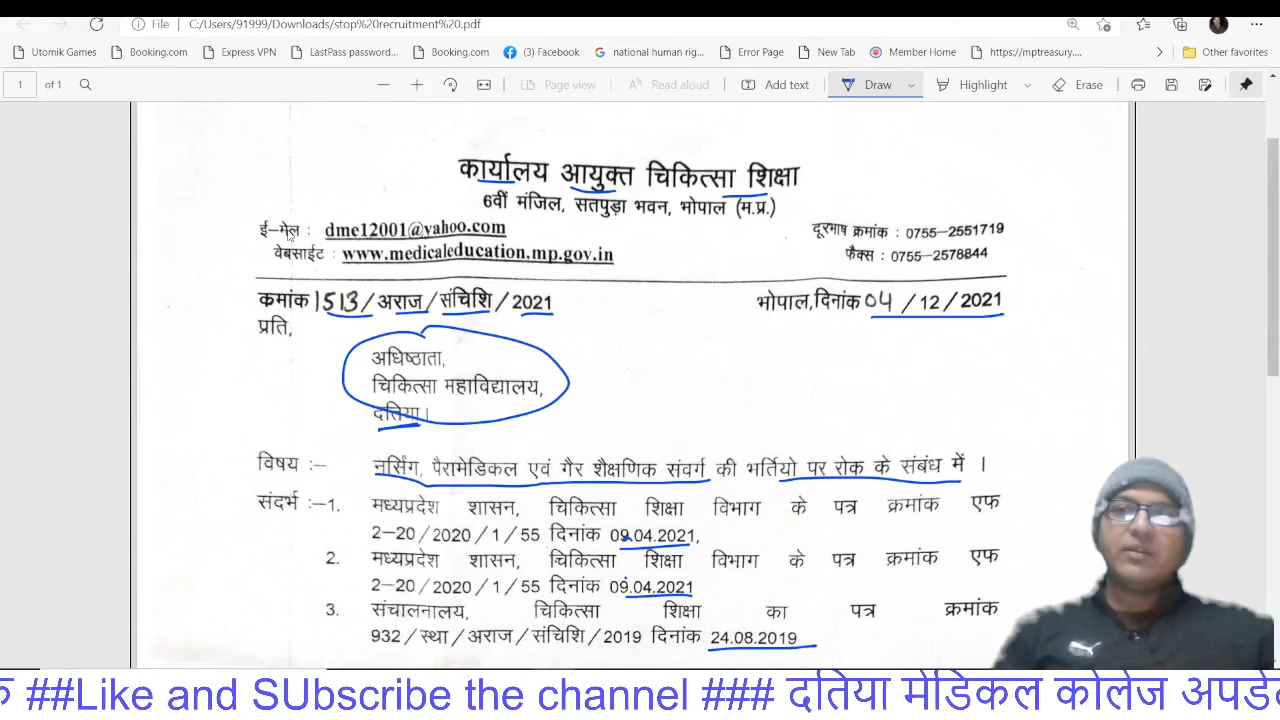 File C:/Users/91999/Downloads/stop%20recruitment%20.pdf
Utomik Games Booking.com Express VPN LastPass password... Booking.com (3) Facebook national human rig... Error Page New Tab Member Home https://mptreasury.... Other favorites
1 of 1 Page view Read aloud Add text Draw Highlight Erase
कार्यालय आयुक्त चिकित्सा शिक्षा
6वीं मंजिल, सतपुड़ा भवन, भोपाल (म.प्र.)
ई–मेल : dme12001@yahoo.com दूरभाष क्रमांक : 0755-2551719
वेबसाईट : www.medicaleducation.mp.gov.in फैक्स : 0755-2578844
कमांक 1513/अराज/संचिशि/2021 भोपाल,दिनांक 04/12/2021
प्रति,
अधिष्ठाता,
चिकित्सा महाविद्यालय,
दतिया।
विषय :– नर्सिंग, पैरामेडिकल एवं गैर शैक्षणिक संवर्ग की भर्तियो पर रोक के संबंध में ।
संदर्भ :–1. मध्यप्रदेश शासन, चिकित्सा शिक्षा विभाग के पत्र क्रमांक एफ
2–20/2020/1/55 दिनांक 09.04.2021,
2. मध्यप्रदेश शासन, चिकित्सा शिक्षा विभाग के पत्र क्रमांक एफ
2–20/2020/1/55 दिनांक 09.04.2021
3. संचालनालय, चिकित्सा शिक्षा का पत्र क्रमांक
932/स्था/अराज/संचिशि/2019 दिनांक 24.08.2019
##Like and SUbscribe the channel ### दतिया मेडिकल कोलेज अपडेट